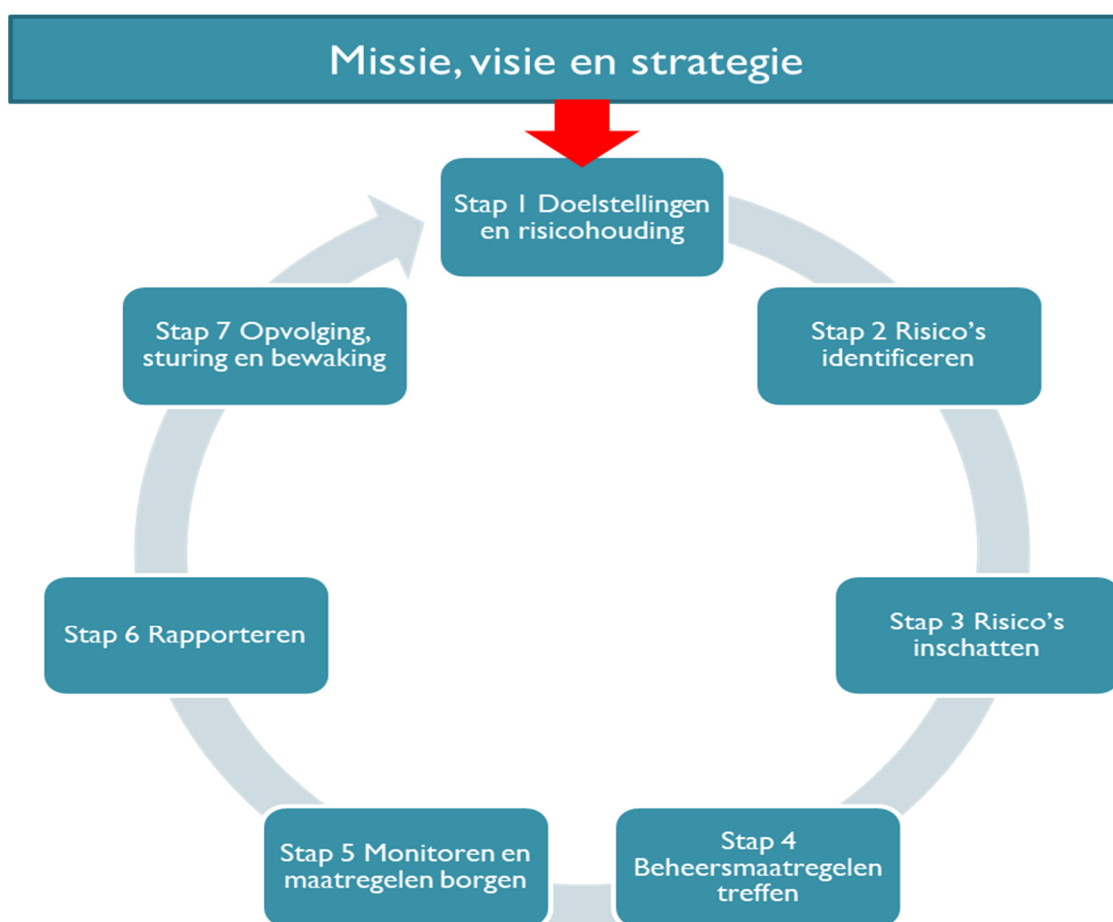 Missie, visie en strategie
Stap 1 Doelstellingen
en risicohouding
Stap 2 Risico's
identificeren
Stap 3 Risico's
inschatten
Stap 4
Beheersmaatregelen
treffen
Stap 5 Monitoren en
maatregelen borgen
Stap 6 Rapporteren
Stap 7 Opvolging,
sturing en bewaking